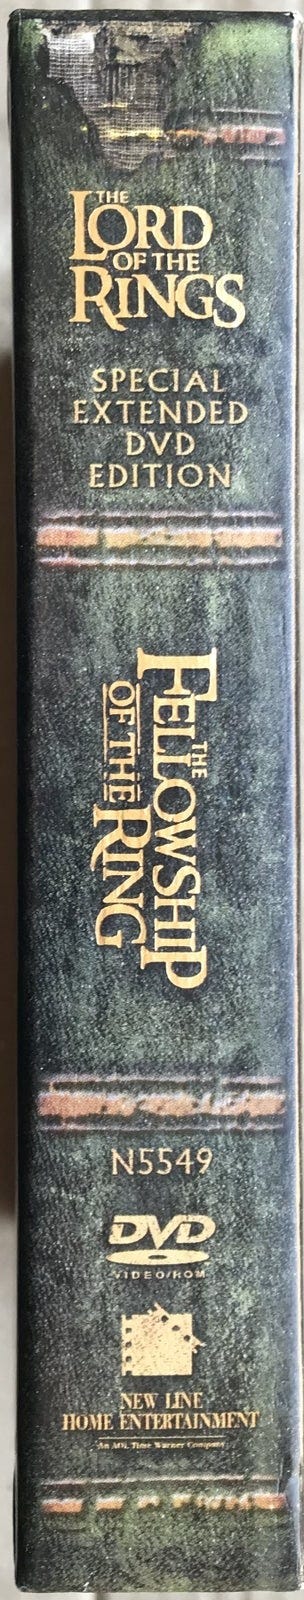 THE
LORD
OF THE
RINGS
SPECIAL
EXTENDED
DVD
EDITION
THE
FELLOWSHIP
OF THE RING
N5549
DVD
VIDEO/ROM
NEW LINE
HOME ENTERTAINMENT
An AOL Time Warner Company